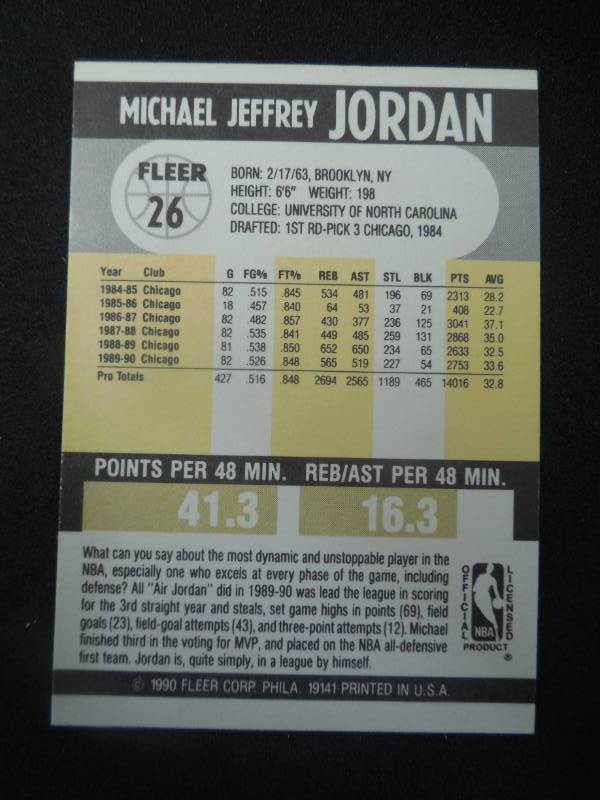 MICHAEL JEFFREY JORDAN
FLEER
26
BORN: 2/17/63, BROOKLYN, NY
HEIGHT: 6'6" WEIGHT: 198
COLLEGE: UNIVERSITY OF NORTH CAROLINA
DRAFTED: 1ST RD-PICK 3 CHICAGO, 1984
Year Club G FG% FT% REB AST STL BLK PTS AVG
1984-85 Chicago 82 .515 .845 534 481 196 69 2313 28.2
1985-86 Chicago 18 .457 .840 64 53 37 21 408 22.7
1986-87 Chicago 82 .482 .857 430 377 236 125 3041 37.1
1987-88 Chicago 82 .535 .841 449 485 259 131 2868 35.0
1988-89 Chicago 81 .538 .850 652 650 234 65 2633 32.5
1989-90 Chicago 82 .526 .848 565 519 227 54 2753 33.6
Pro Totals 427 .516 .848 2694 2565 1189 465 14016 32.8
POINTS PER 48 MIN. REB/AST PER 48 MIN.
41.3 16.3
What can you say about the most dynamic and unstoppable player in the
NBA, especially one who excels at every phase of the game, including
defense? All "Air Jordan" did in 1989-90 was lead the league in scoring
for the 3rd straight year and steals, set game highs in points (69), field
goals (23), field-goal attempts (43), and three-point attempts (12). Michael
finished third in the voting for MVP, and placed on the NBA all-defensive
first team. Jordan is, quite simply, in a league by himself.
OFFICIAL
NBA
LICENSED
PRODUCT ®
© 1990 FLEER CORP. PHILA. 19141 PRINTED IN U.S.A.